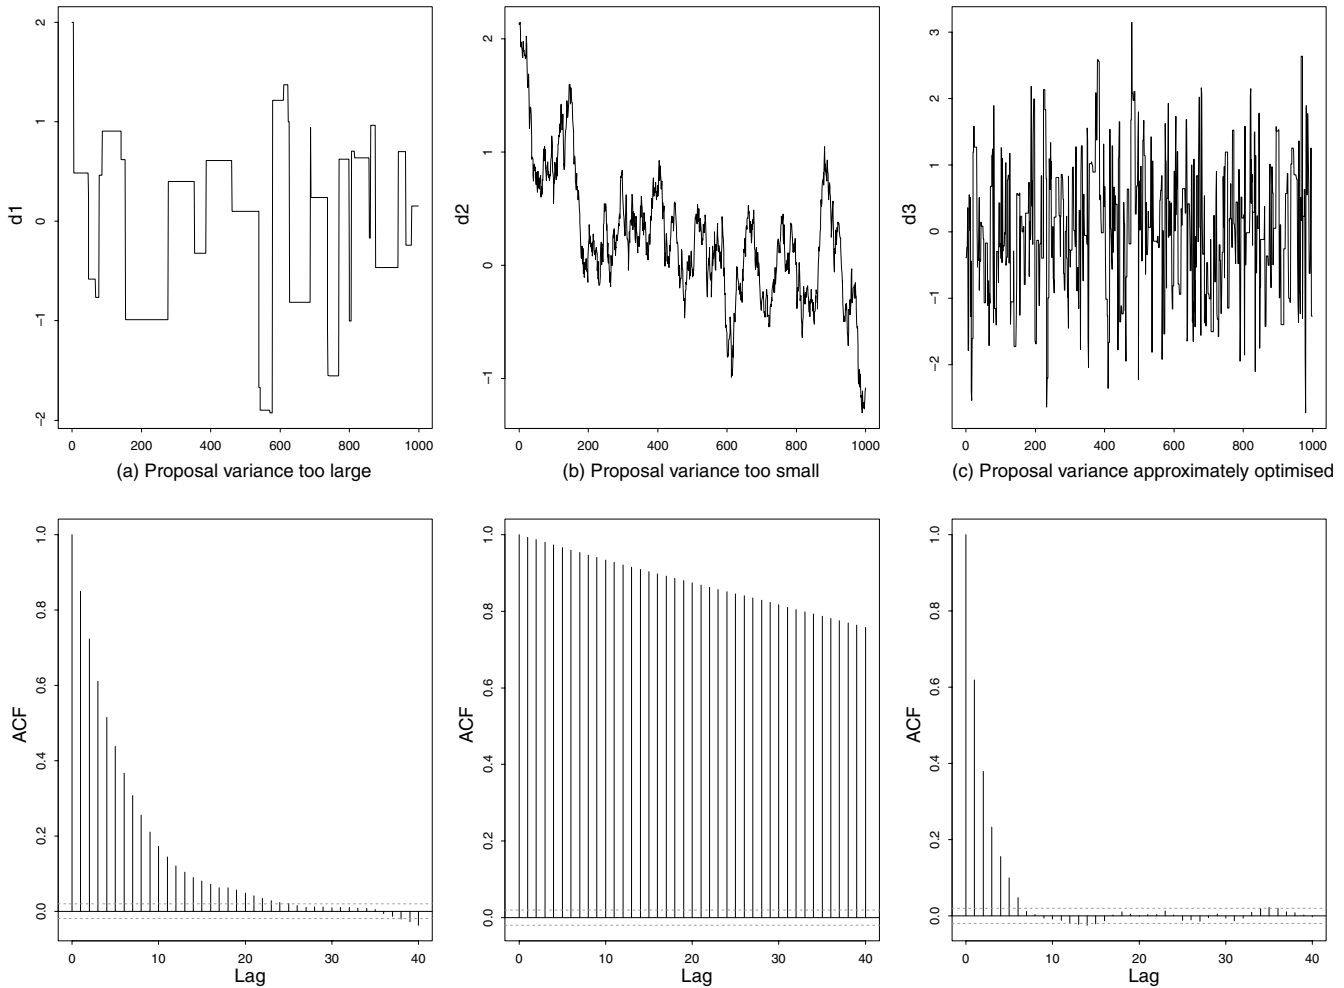 d1
2
1
0
−1
−2
0 200 400 600 800 1000
(a) Proposal variance too large
d2
2
1
0
−1
0 200 400 600 800 1000
(b) Proposal variance too small
d3
3
2
1
0
−1
−2
0 200 400 600 800 1000
(c) Proposal variance approximately optimised
ACF
1.0
0.8
0.6
0.4
0.2
0.0
0 10 20 30 40
Lag
ACF
1.0
0.8
0.6
0.4
0.2
0.0
0 10 20 30 40
Lag
ACF
1.0
0.8
0.6
0.4
0.2
0.0
0 10 20 30 40
Lag